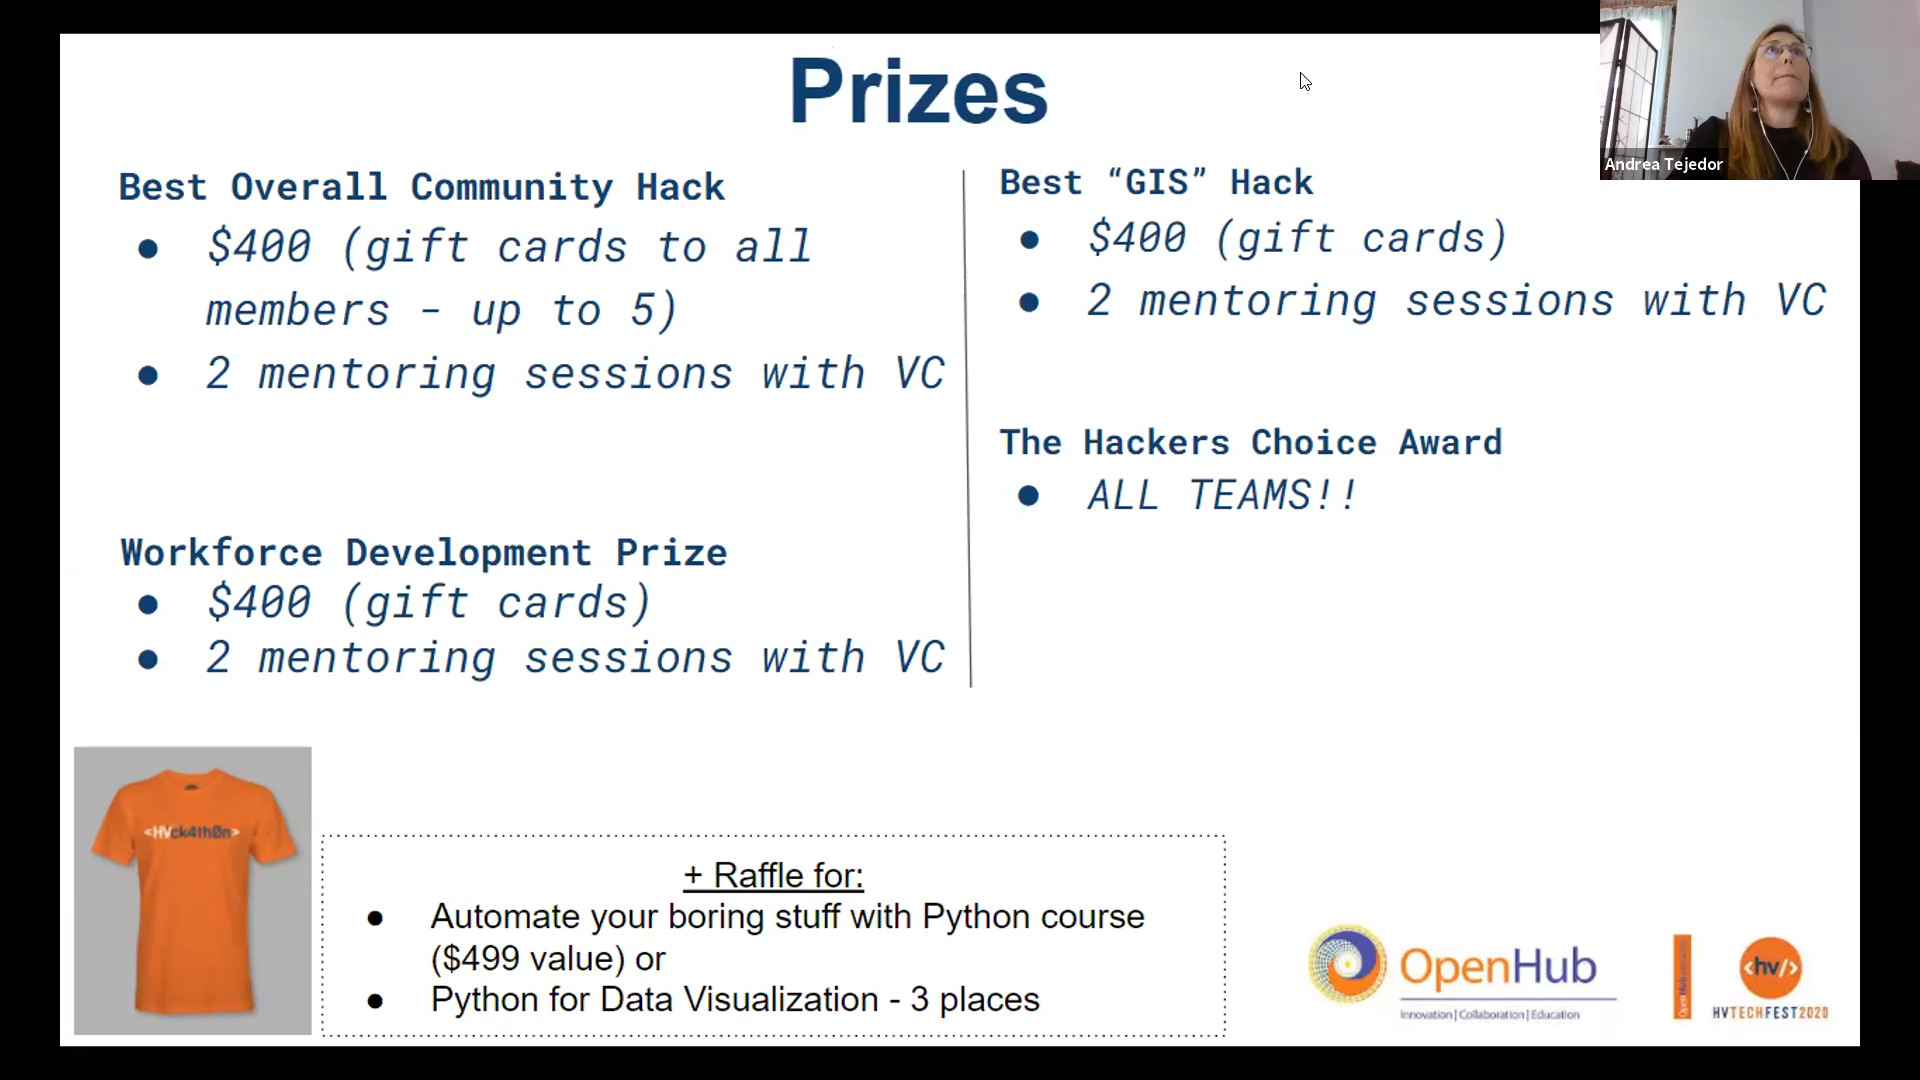 Prizes
Andrea Tejedor
Best Overall Community Hack
● $400 (gift cards to all
members - up to 5)
● 2 mentoring sessions with VC
Workforce Development Prize
● $400 (gift cards)
● 2 mentoring sessions with VC
Best “GIS” Hack
● $400 (gift cards)
● 2 mentoring sessions with VC
The Hackers Choice Award
● ALL TEAMS!!
<HVck4thØn>
+ Raffle for:
● Automate your boring stuff with Python course
($499 value) or
● Python for Data Visualization - 3 places
OpenHub
Innovation | Collaboration | Education
<hv/>
HVTECHFEST2020